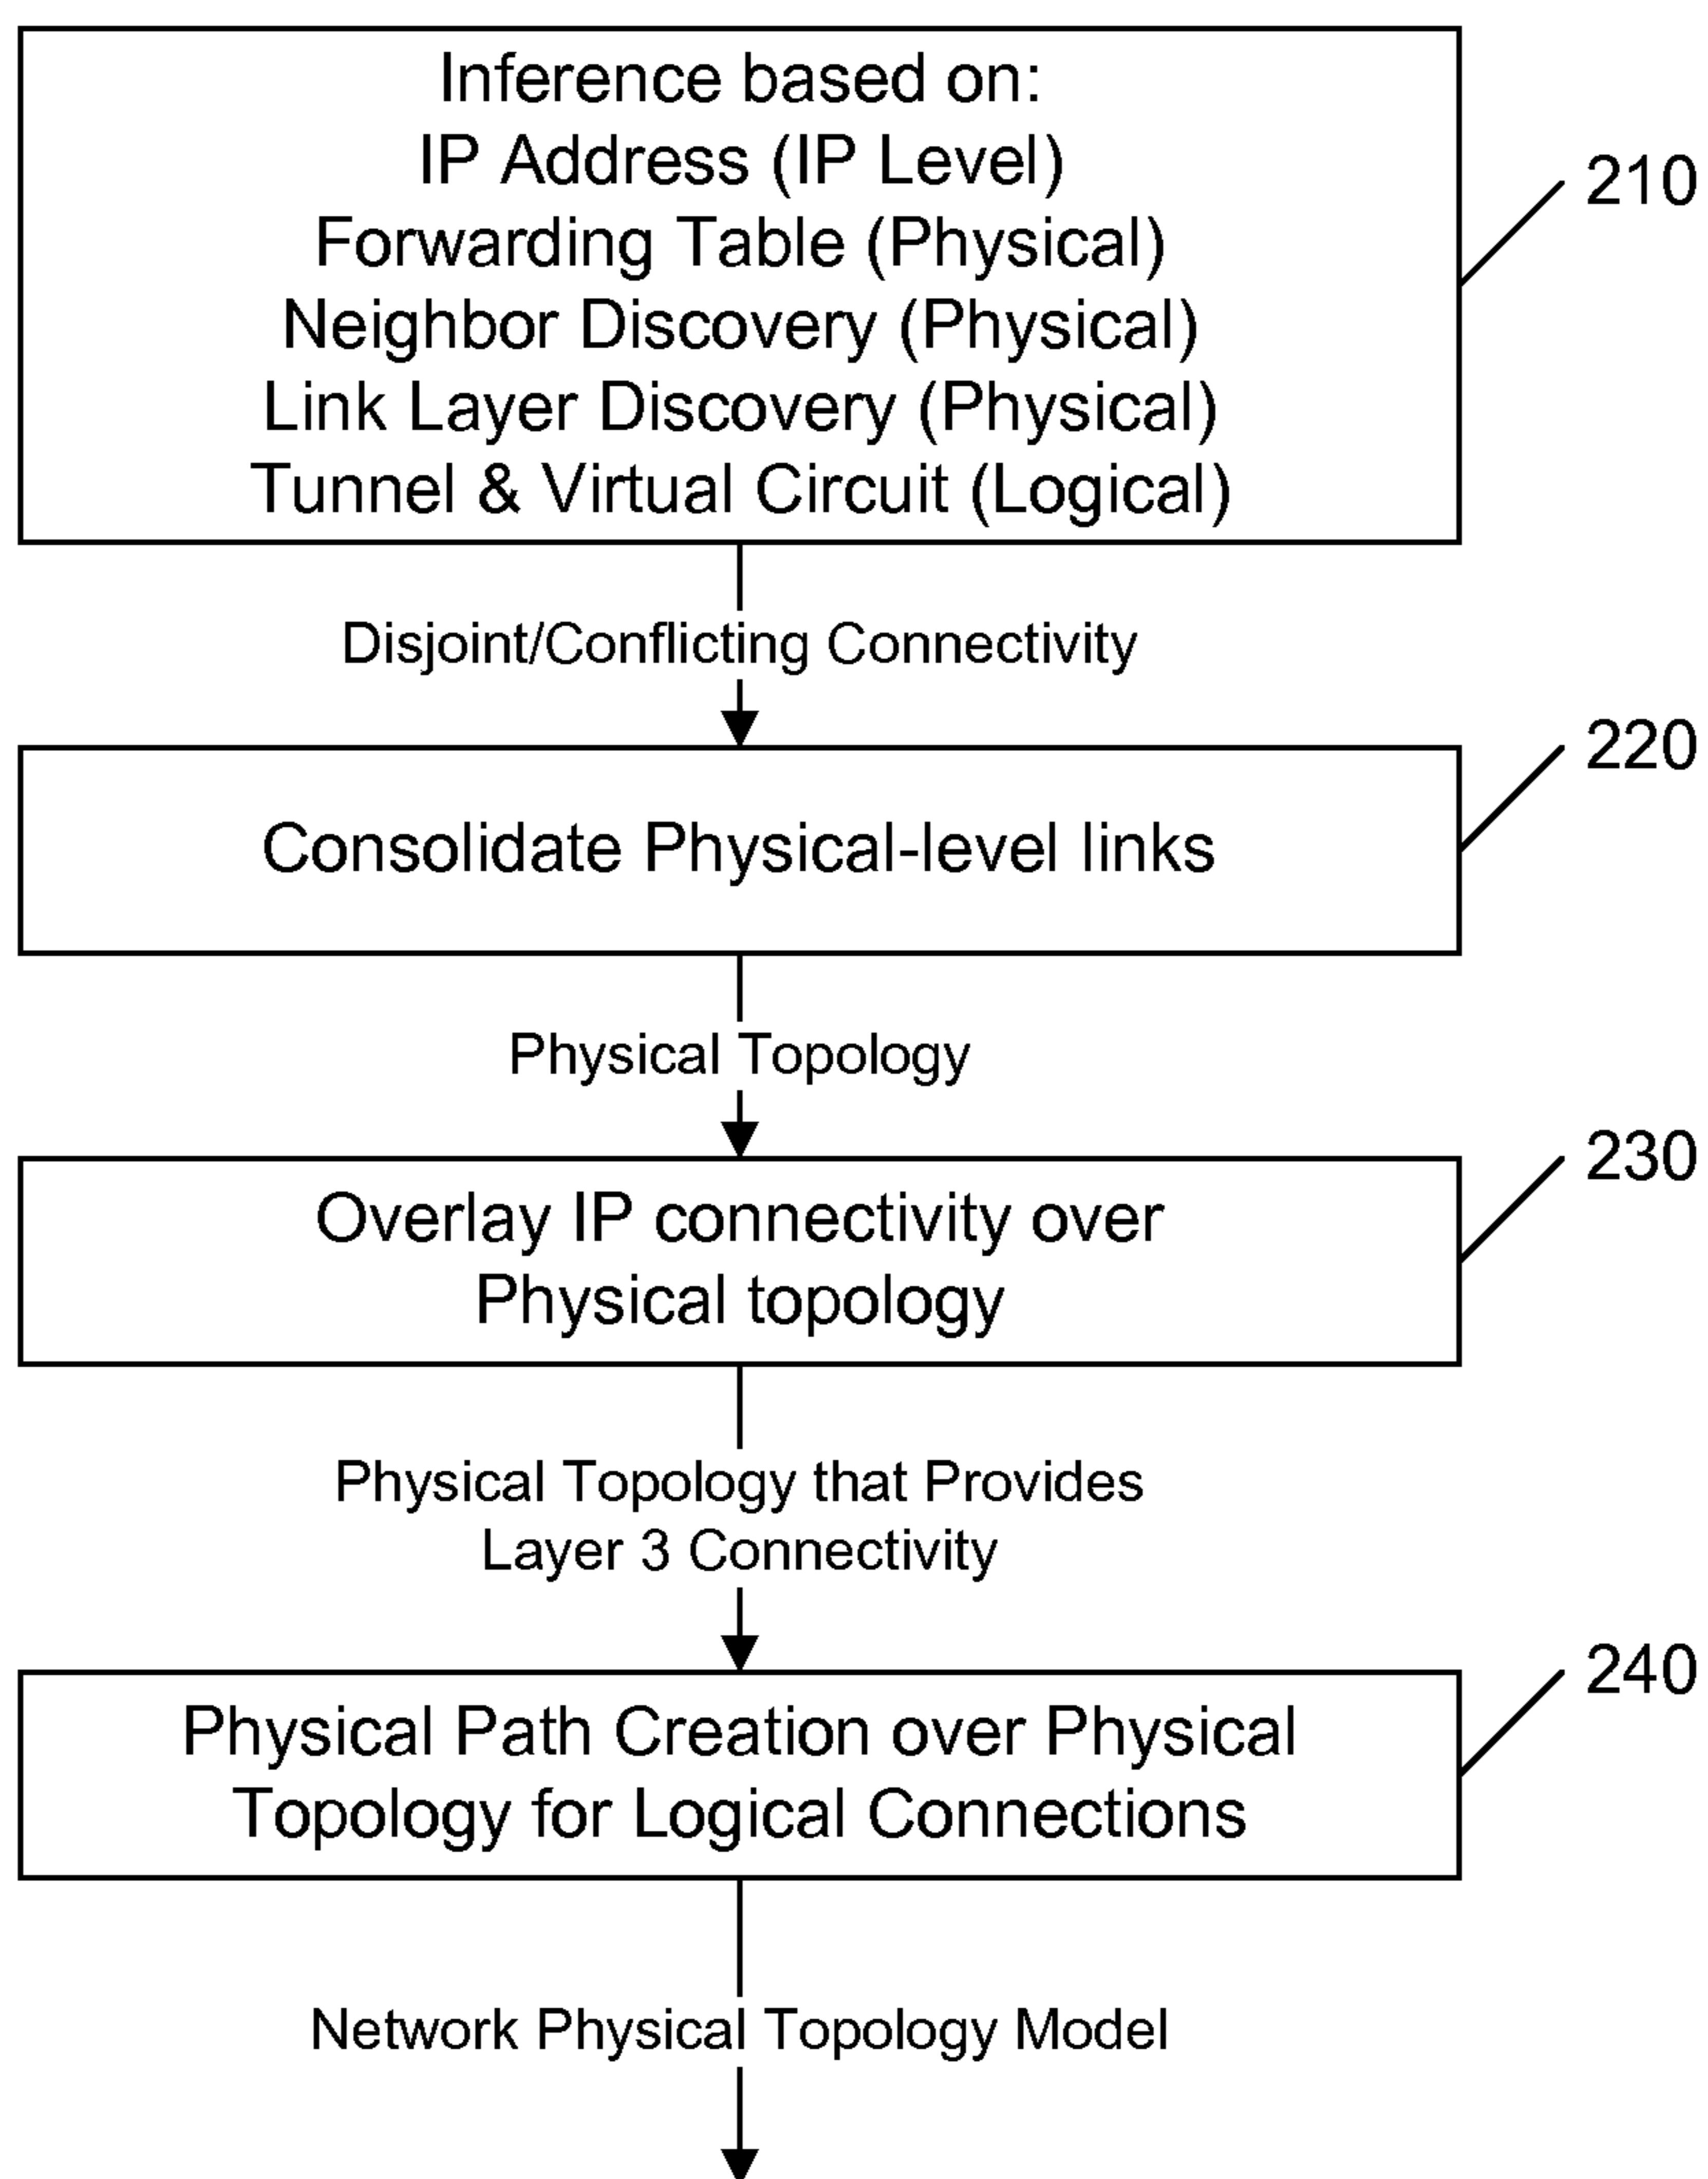 Inference based on:
IP Address (IP Level)
Forwarding Table (Physical)
Neighbor Discovery (Physical)
Link Layer Discovery (Physical)
Tunnel & Virtual Circuit (Logical)
210
Disjoint/Conflicting Connectivity
220
Consolidate Physical-level links
Physical Topology
230
Overlay IP connectivity over
Physical topology
Physical Topology that Provides
Layer 3 Connectivity
240
Physical Path Creation over Physical
Topology for Logical Connections
Network Physical Topology Model